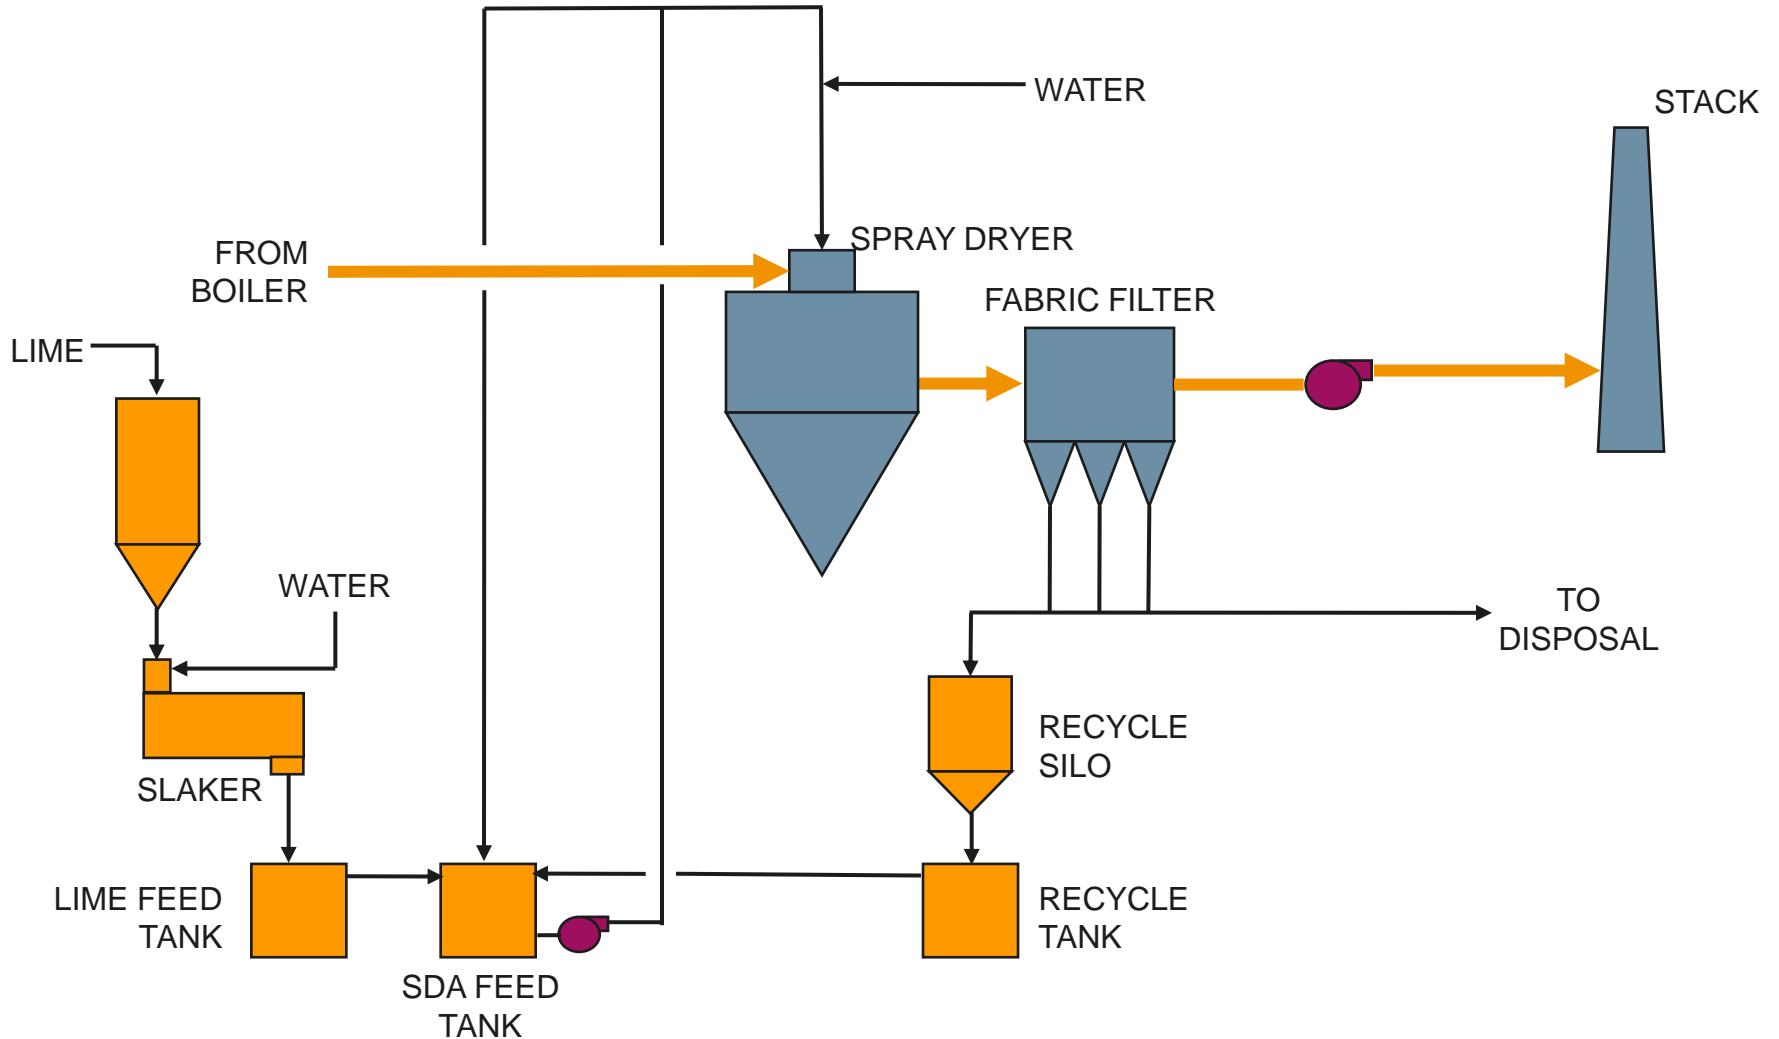 WATER
STACK
SPRAY DRYER
FROM
BOILER
FABRIC FILTER
LIME
WATER
TO
DISPOSAL
RECYCLE
SILO
SLAKER
LIME FEED
TANK
RECYCLE
TANK
SDA FEED
TANK